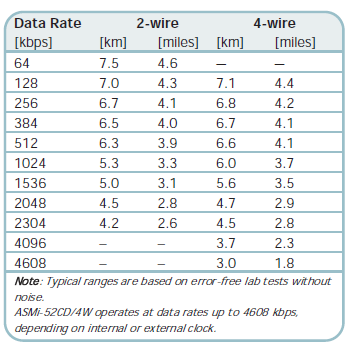 Data Rate 2-wire 4-wire
[kbps] [km] [miles] [km] [miles]
64 7.5 4.6 – –
128 7.0 4.3 7.1 4.4
256 6.7 4.1 6.8 4.2
384 6.5 4.0 6.7 4.1
512 6.3 3.9 6.6 4.1
1024 5.3 3.3 6.0 3.7
1536 5.0 3.1 5.6 3.5
2048 4.5 2.8 4.7 2.9
2304 4.2 2.6 4.5 2.8
4096 – – 3.7 2.3
4608 – – 3.0 1.8
Note: Typical ranges are based on error-free lab tests without
noise.
ASMi-52CD/4W operates at data rates up to 4608 kbps,
depending on internal or external clock.